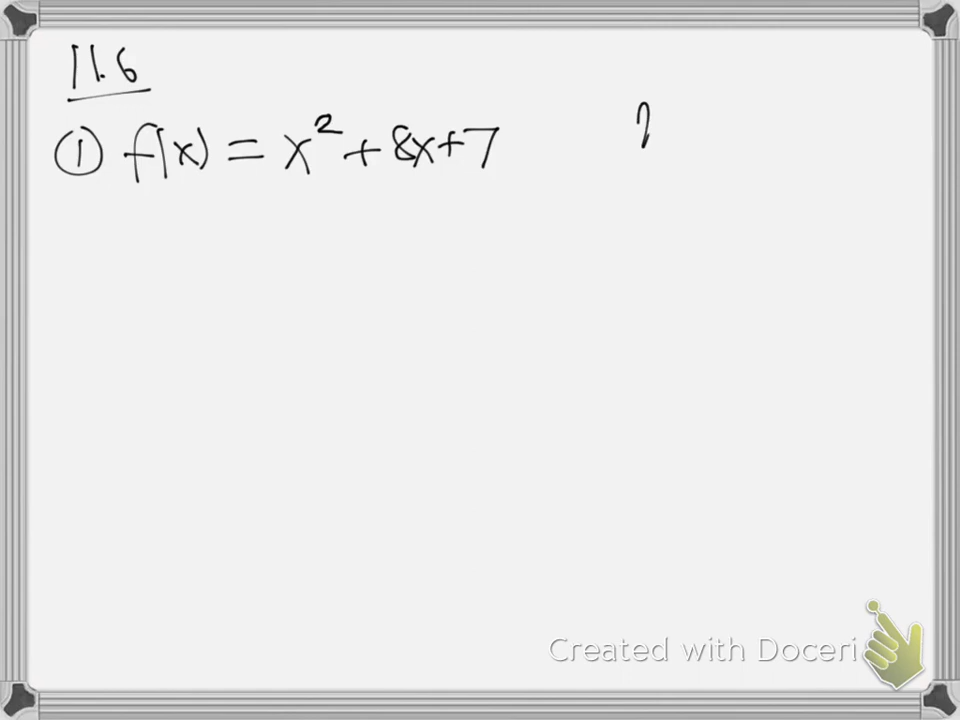 11.6
① f(x) = x² + 8x+7
Created with Doceri